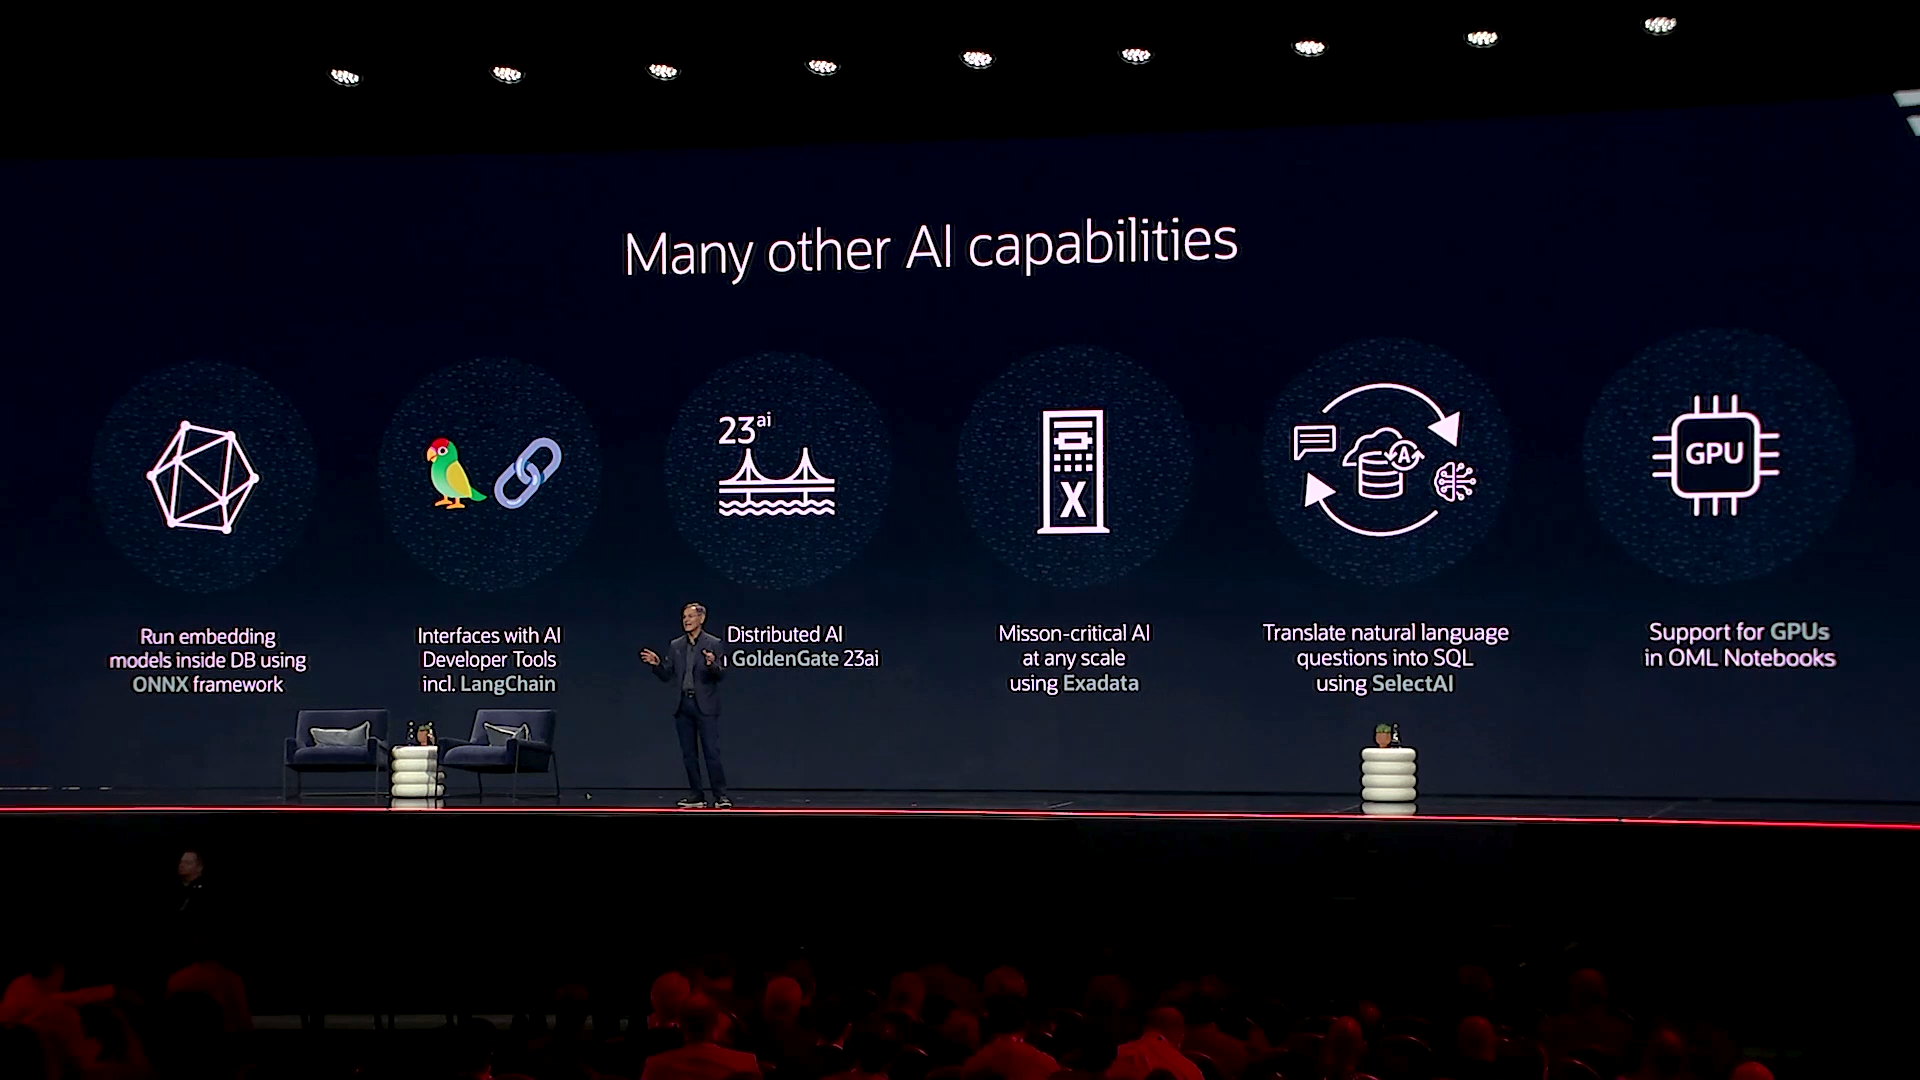 Many other AI capabilities
Run embedding
models inside DB using
ONNX framework
Interfaces with AI
Developer Tools
incl. LangChain
23ai
Distributed AI
GoldenGate 23ai
X
Misson-critical AI
at any scale
using Exadata
A
Translate natural language
questions into SQL
using SelectAI
GPU
Support for GPUs
in OML Notebooks